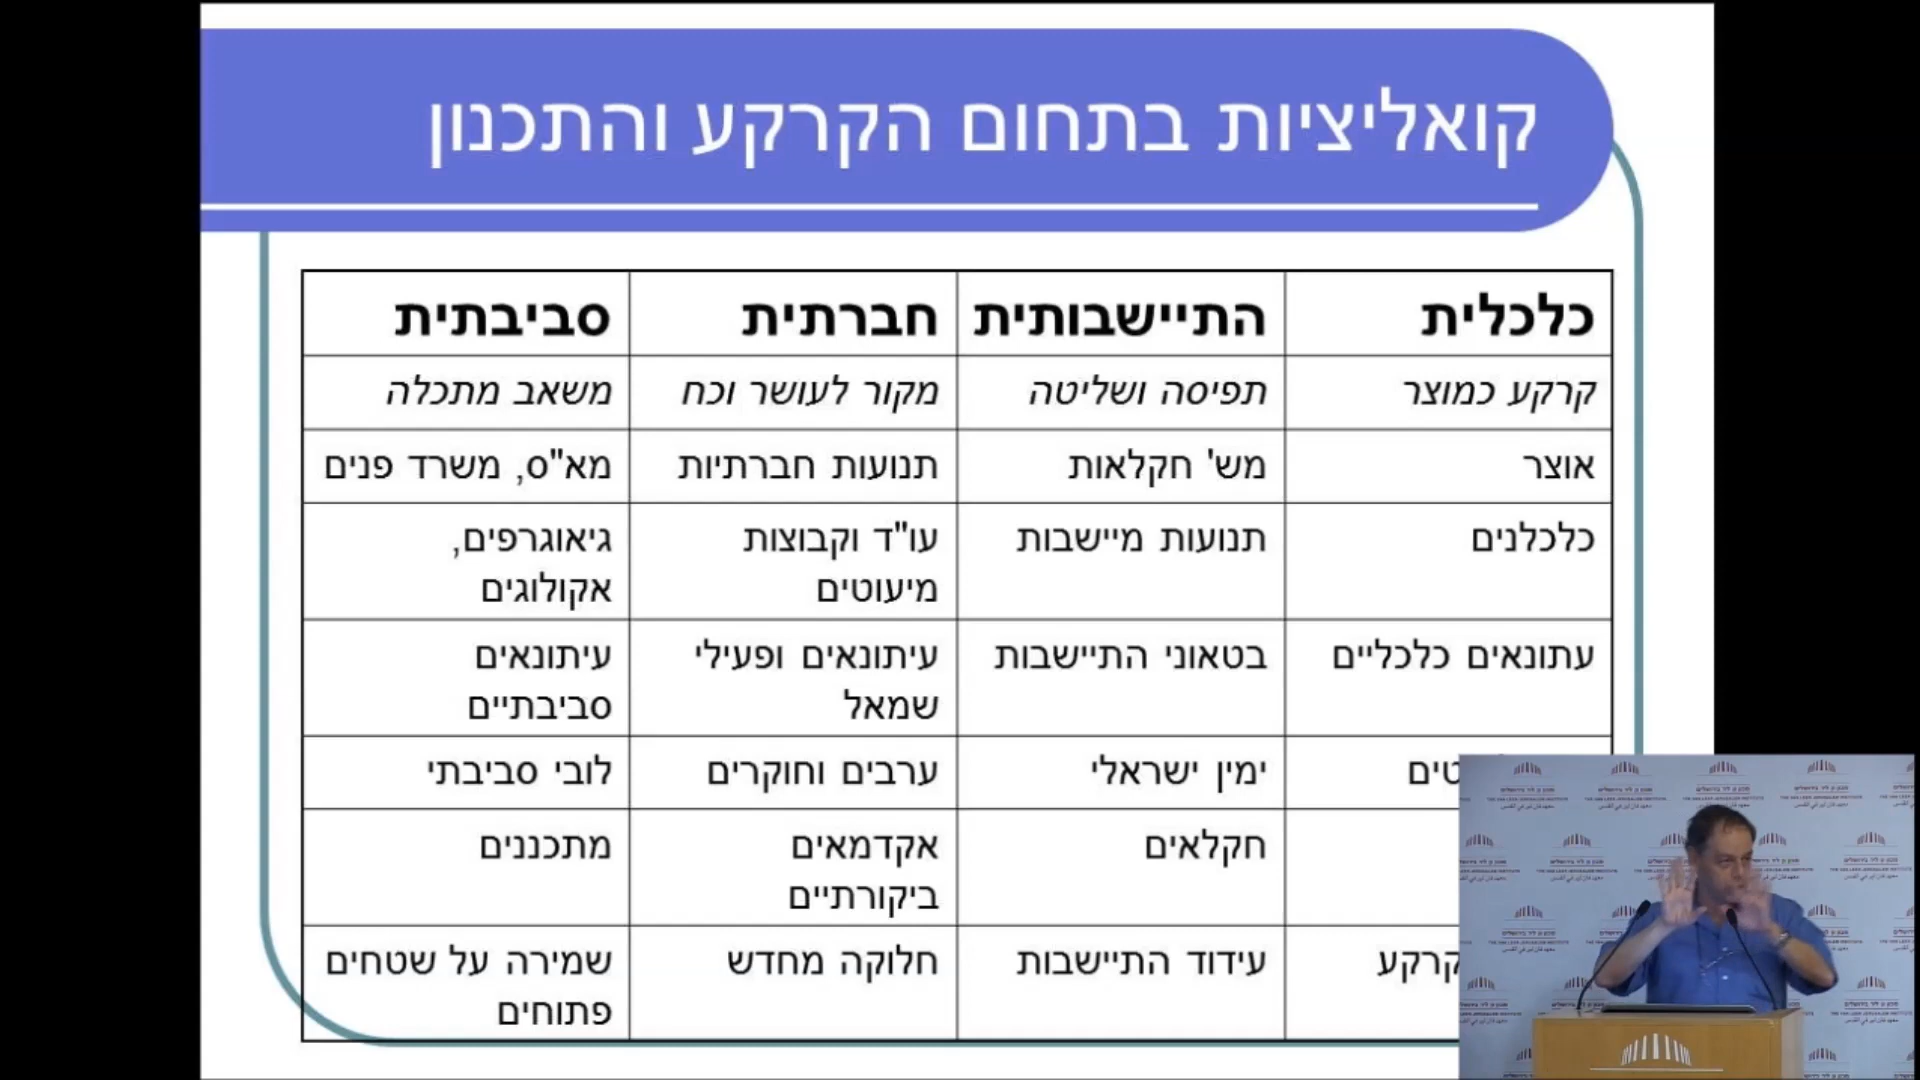 קואליציות בתחום הקרקע והתכנון
כלכלית התיישבותית חברתית סביבתית
קרקע כמוצר תפיסה ושליטה מקור לעושר וכח משאב מתכלה
אוצר מש' חקלאות תנועות חברתיות מא"ס, משרד פנים
כלכלנים תנועות מיישבות עו"ד וקבוצות גיאוגרפים,
מיעוטים אקולוגים
עתונאים כלכליים בטאוני התיישבות עיתונאים ופעילי עיתונאים
שמאל סביבתיים
ימין ישראלי ערבים וחוקרים לובי סביבתי
חקלאים אקדמאים מתכננים
ביקורתיים
קרקע עידוד התיישבות חלוקה מחדש שמירה על שטחים
פתוחים